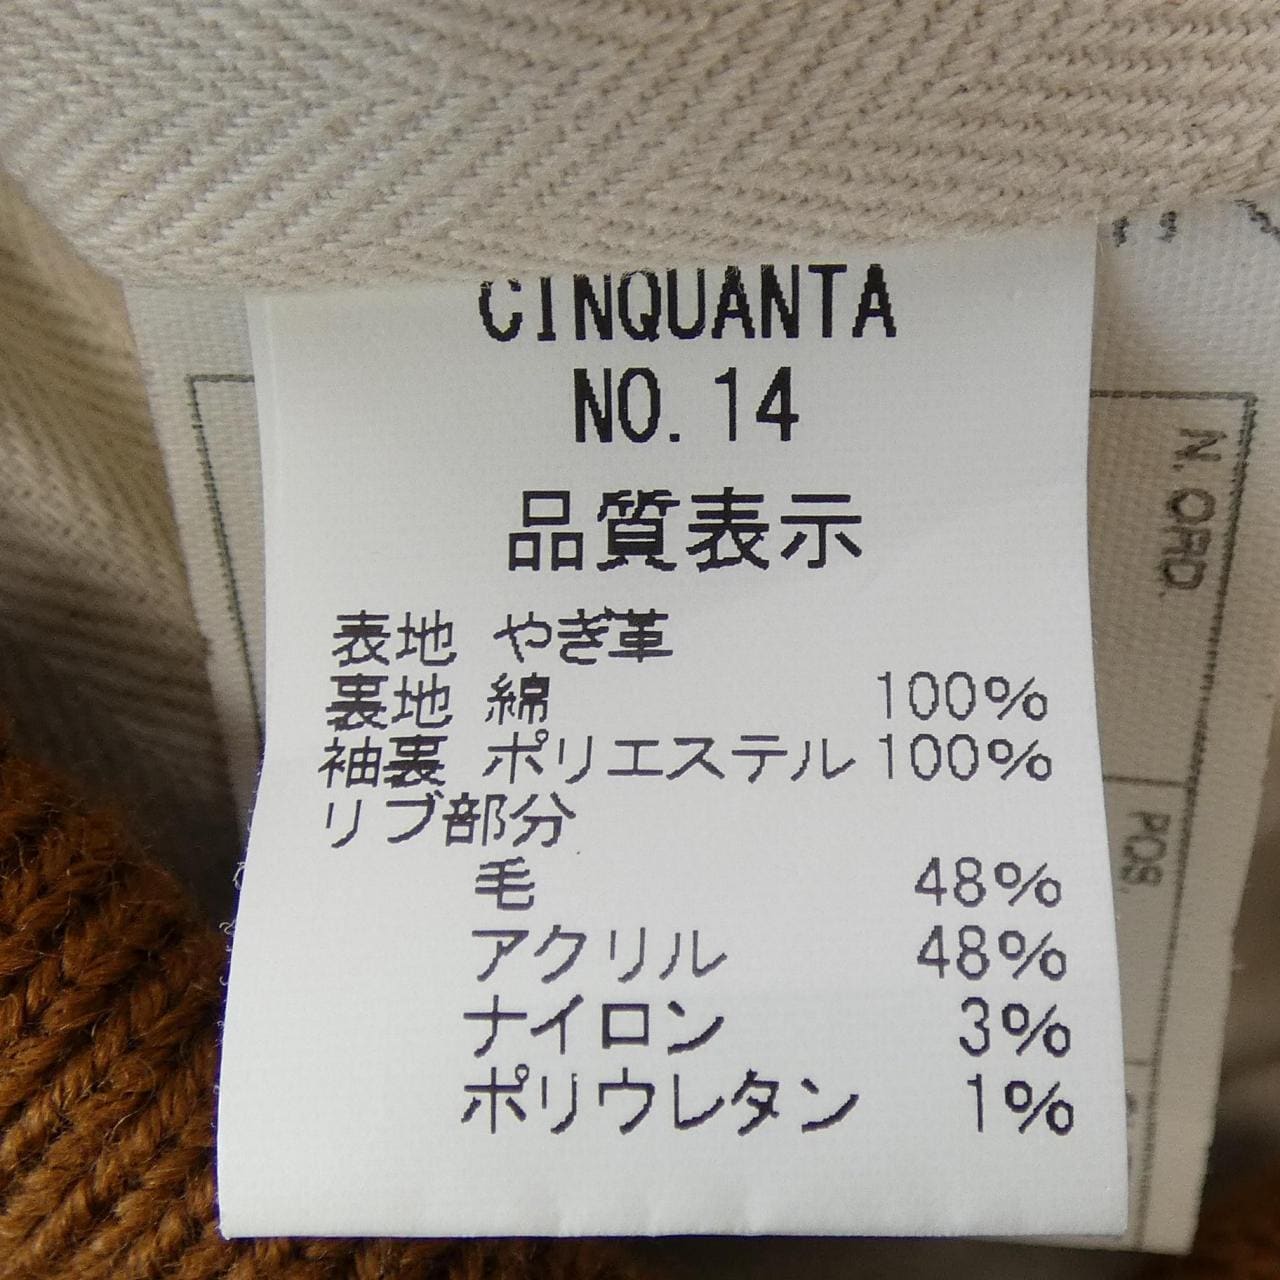 CINQUANTA
NO. 14
品質表示
表地 やぎ革
裏地 綿 100%
袖裏 ポリエステル 100%
リブ部分
毛 48%
アクリル 48%
ナイロン 3%
ポリウレタン 1%
N. ORD.
POS.